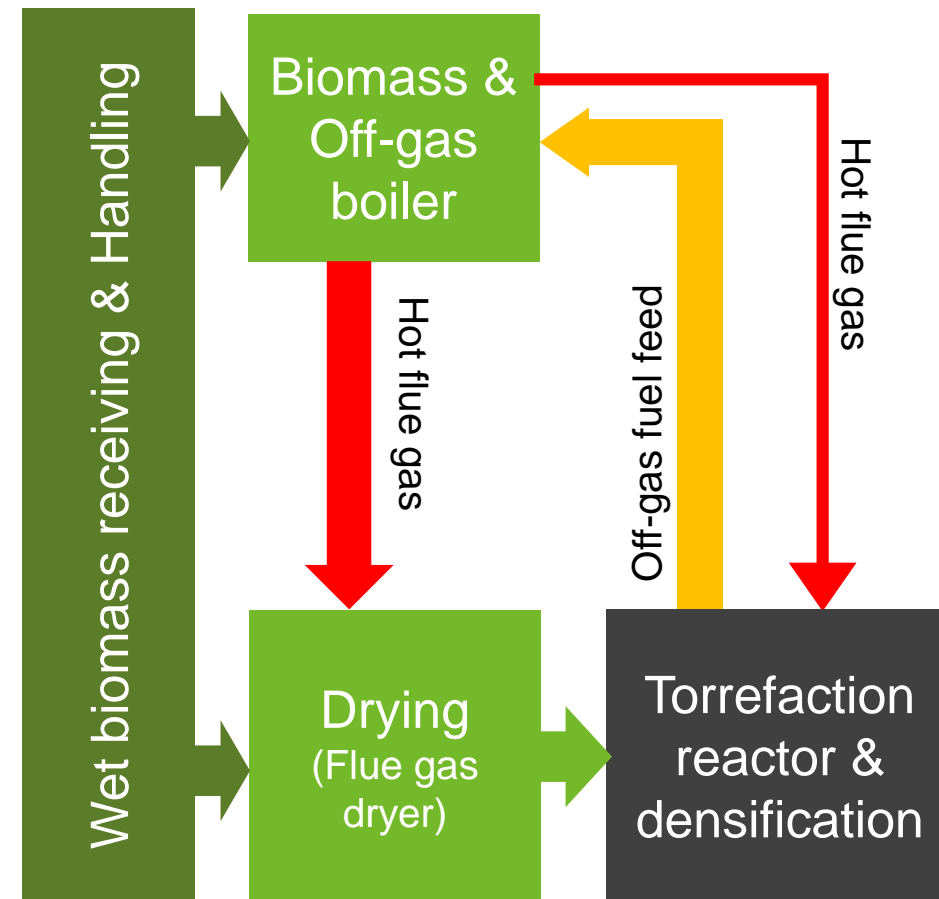 Wet biomass receiving & Handling
Biomass &
Off-gas
boiler
Hot flue gas
Off-gas fuel feed
Hot flue gas
Drying
(Flue gas
dryer)
Torrefaction
reactor &
densification